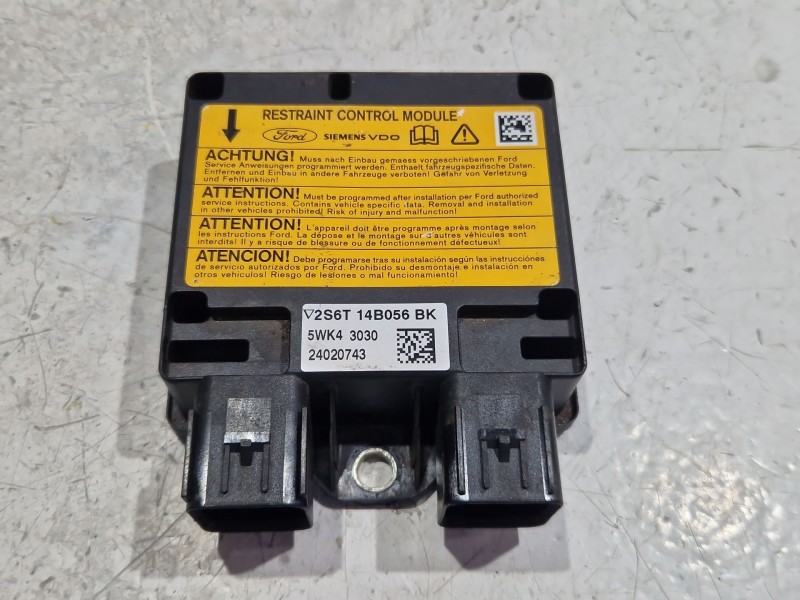 RESTRAINT CONTROL MODULE
Ford SIEMENS VDO
ACHTUNG! Muss nach Einbau gemaess vorgeschriebenen Ford
Service Anweisungen programmiert werden. Enthaelt fahrzeugspezifische Daten.
Entfernen und Einbau in andere Fahrzeuge verboten! Gefahr von Verletzung
und Fehlfunktion!
ATTENTION! Must be programmed after installation per Ford authorized
service instructions. Contains vehicle specific data. Removal and installation
in other vehicles prohibited! Risk of injury and malfunction!
ATTENTION! L'appareil doit être programme après montage selon
les instructions Ford. La dépose et le montage sur d'autres véhicules sont
interdits! Il y a risque de blessure ou de fonctionnement défectueux!
ATENCION! Debe programarse tras su instalación según las instrucciones
de servicio autorizados por Ford. Prohibido su desmontaje e instalación en
otros vehiculos! Riesgo de lesiones o mal funcionamiento!
2S6T 14B056 BK
5WK4 3030
24020743